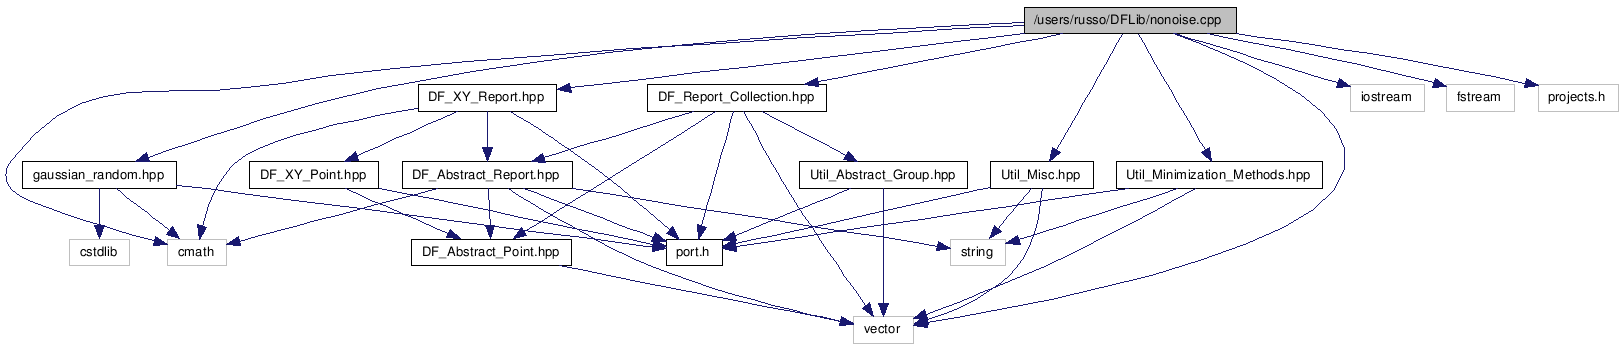 /users/russo/DFLib/nonoise.cpp
DF_XY_Report.hpp
DF_Report_Collection.hpp
iostream
fstream
projects.h
gaussian_random.hpp
DF_XY_Point.hpp
DF_Abstract_Report.hpp
Util_Abstract_Group.hpp
Util_Misc.hpp
Util_Minimization_Methods.hpp
cstdlib
cmath
DF_Abstract_Point.hpp
port.h
string
vector